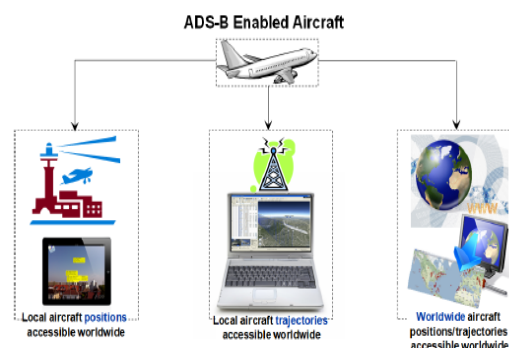 ADS-B Enabled Aircraft
www.
Local aircraft positions
accessible worldwide
Local aircraft trajectories
accessible worldwide
Worldwide aircraft
positions/trajectories
accessible worldwide